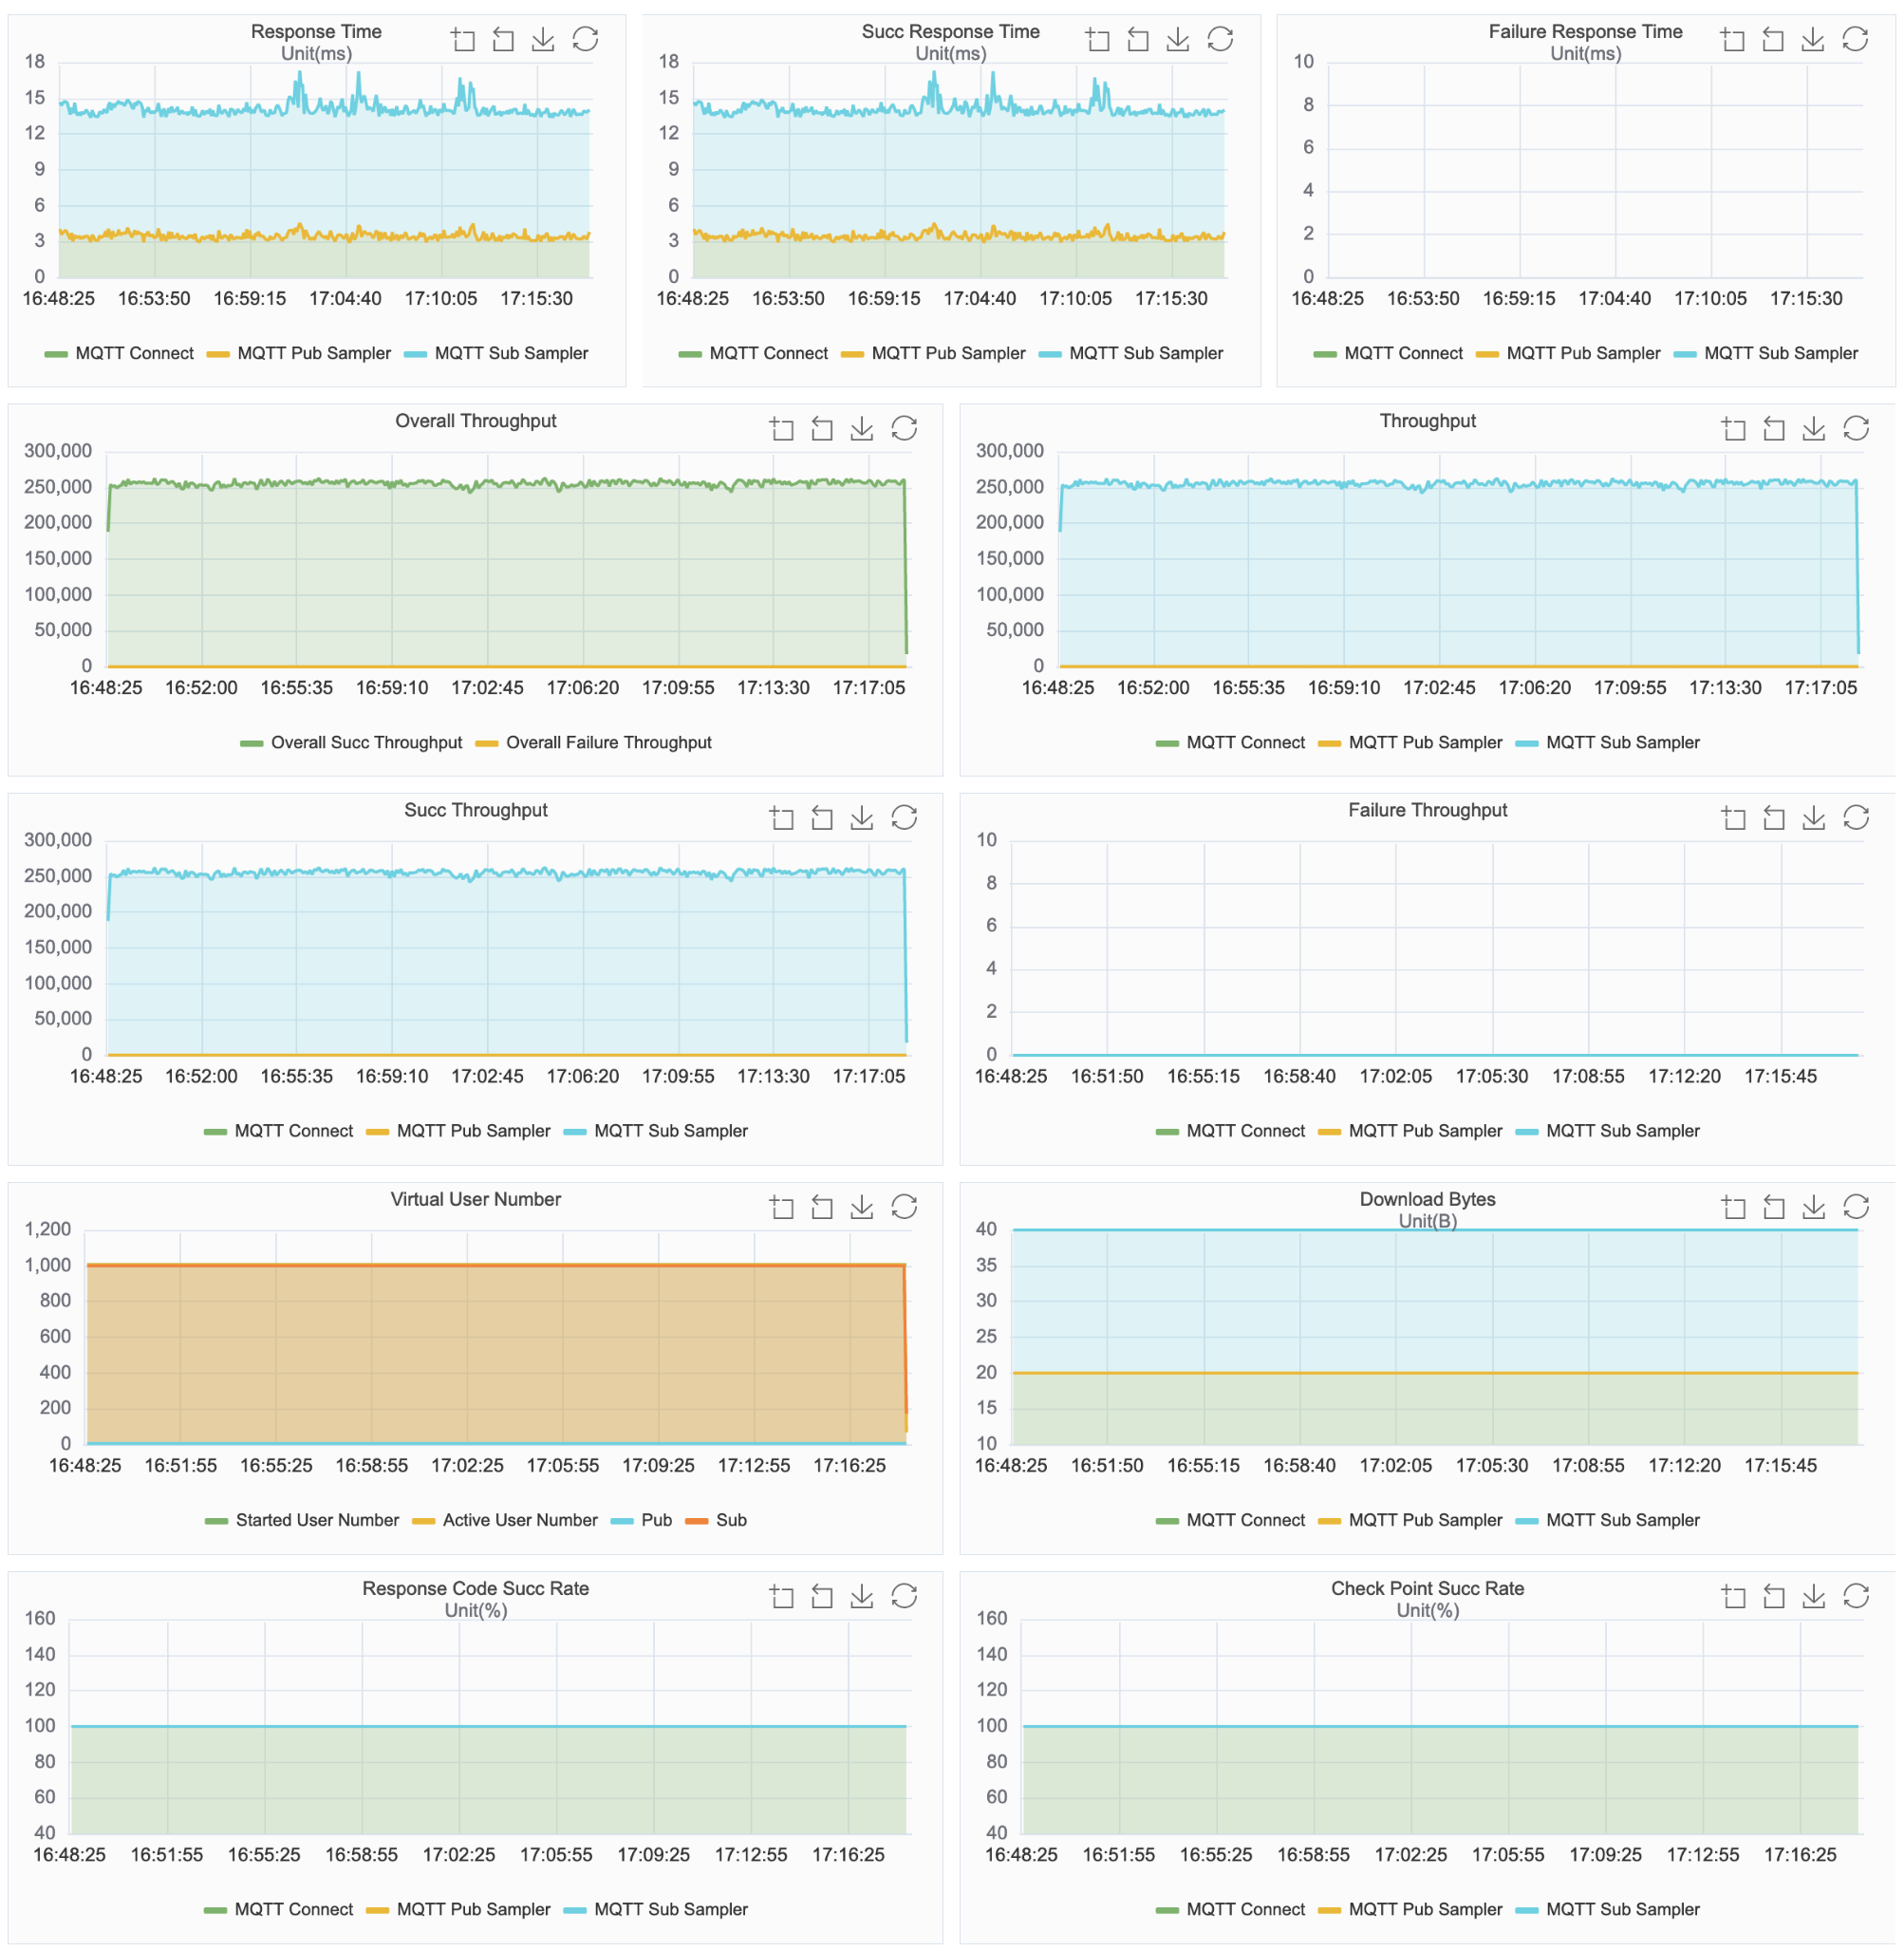 Response Time
Unit(ms)
18
15
12
9
6
3
0
16:48:25 16:53:50 16:59:15 17:04:40 17:10:05 17:15:30
MQTT Connect MQTT Pub Sampler MQTT Sub Sampler
Succ Response Time
Unit(ms)
18
15
12
9
6
3
0
16:48:25 16:53:50 16:59:15 17:04:40 17:10:05 17:15:30
MQTT Connect MQTT Pub Sampler MQTT Sub Sampler
Failure Response Time
Unit(ms)
10
8
6
4
2
0
16:48:25 16:53:50 16:59:15 17:04:40 17:10:05 17:15:30
MQTT Connect MQTT Pub Sampler MQTT Sub Sampler
Overall Throughput
300,000
250,000
200,000
150,000
100,000
50,000
0
16:48:25 16:52:00 16:55:35 16:59:10 17:02:45 17:06:20 17:09:55 17:13:30 17:17:05
Overall Succ Throughput Overall Failure Throughput
Throughput
300,000
250,000
200,000
150,000
100,000
50,000
0
16:48:25 16:52:00 16:55:35 16:59:10 17:02:45 17:06:20 17:09:55 17:13:30 17:17:05
MQTT Connect MQTT Pub Sampler MQTT Sub Sampler
Succ Throughput
300,000
250,000
200,000
150,000
100,000
50,000
0
16:48:25 16:52:00 16:55:35 16:59:10 17:02:45 17:06:20 17:09:55 17:13:30 17:17:05
MQTT Connect MQTT Pub Sampler MQTT Sub Sampler
Failure Throughput
10
8
6
4
2
0
16:48:25 16:51:50 16:55:15 16:58:40 17:02:05 17:05:30 17:08:55 17:12:20 17:15:45
MQTT Connect MQTT Pub Sampler MQTT Sub Sampler
Virtual User Number
1,200
1,000
800
600
400
200
0
16:48:25 16:51:55 16:55:25 16:58:55 17:02:25 17:05:55 17:09:25 17:12:55 17:16:25
Started User Number Active User Number Pub Sub
Download Bytes
Unit(B)
40
35
30
25
20
15
10
16:48:25 16:51:50 16:55:15 16:58:40 17:02:05 17:05:30 17:08:55 17:12:20 17:15:45
MQTT Connect MQTT Pub Sampler MQTT Sub Sampler
Response Code Succ Rate
Unit(%)
160
140
120
100
80
60
40
16:48:25 16:51:55 16:55:25 16:58:55 17:02:25 17:05:55 17:09:25 17:12:55 17:16:25
MQTT Connect MQTT Pub Sampler MQTT Sub Sampler
Check Point Succ Rate
Unit(%)
160
140
120
100
80
60
40
16:48:25 16:51:55 16:55:25 16:58:55 17:02:25 17:05:55 17:09:25 17:12:55 17:16:25
MQTT Connect MQTT Pub Sampler MQTT Sub Sampler